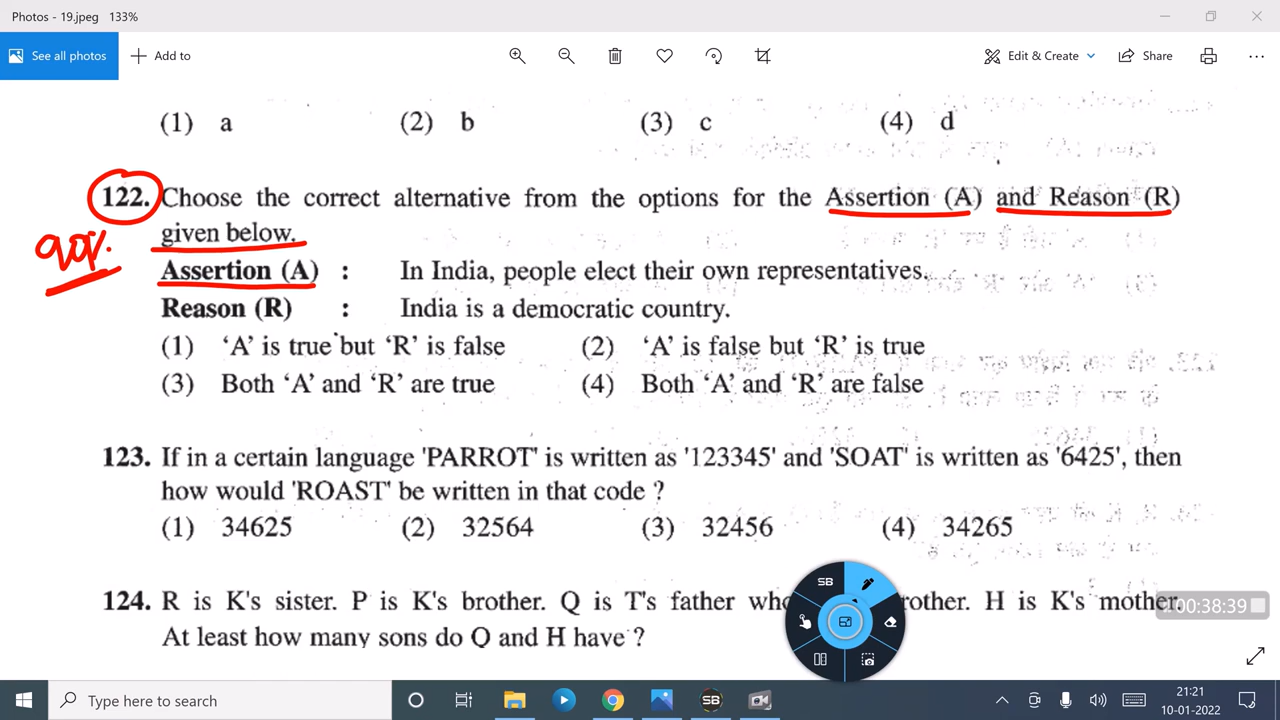 Photos - 19.jpeg 133%
See all photos + Add to Edit & Create Share
(1) a (2) b (3) c (4) d
122. Choose the correct alternative from the options for the Assertion (A) and Reason (R)
given below.
Assertion (A) : In India, people elect their own representatives.
Reason (R) : India is a democratic country.
(1) ‘A’ is true but ‘R’ is false (2) ‘A’ is false but ‘R’ is true
(3) Both ‘A’ and ‘R’ are true (4) Both ‘A’ and ‘R’ are false
123. If in a certain language 'PARROT' is written as '123345' and 'SOAT' is written as '6425', then
how would 'ROAST' be written in that code ?
(1) 34625 (2) 32564 (3) 32456 (4) 34265
SB
124. R is K's sister. P is K's brother. Q is T's father who rother. H is K's mother.
00:38:39
At least how many sons do Q and H have ?
Type here to search
SB
21:21
10-01-2022